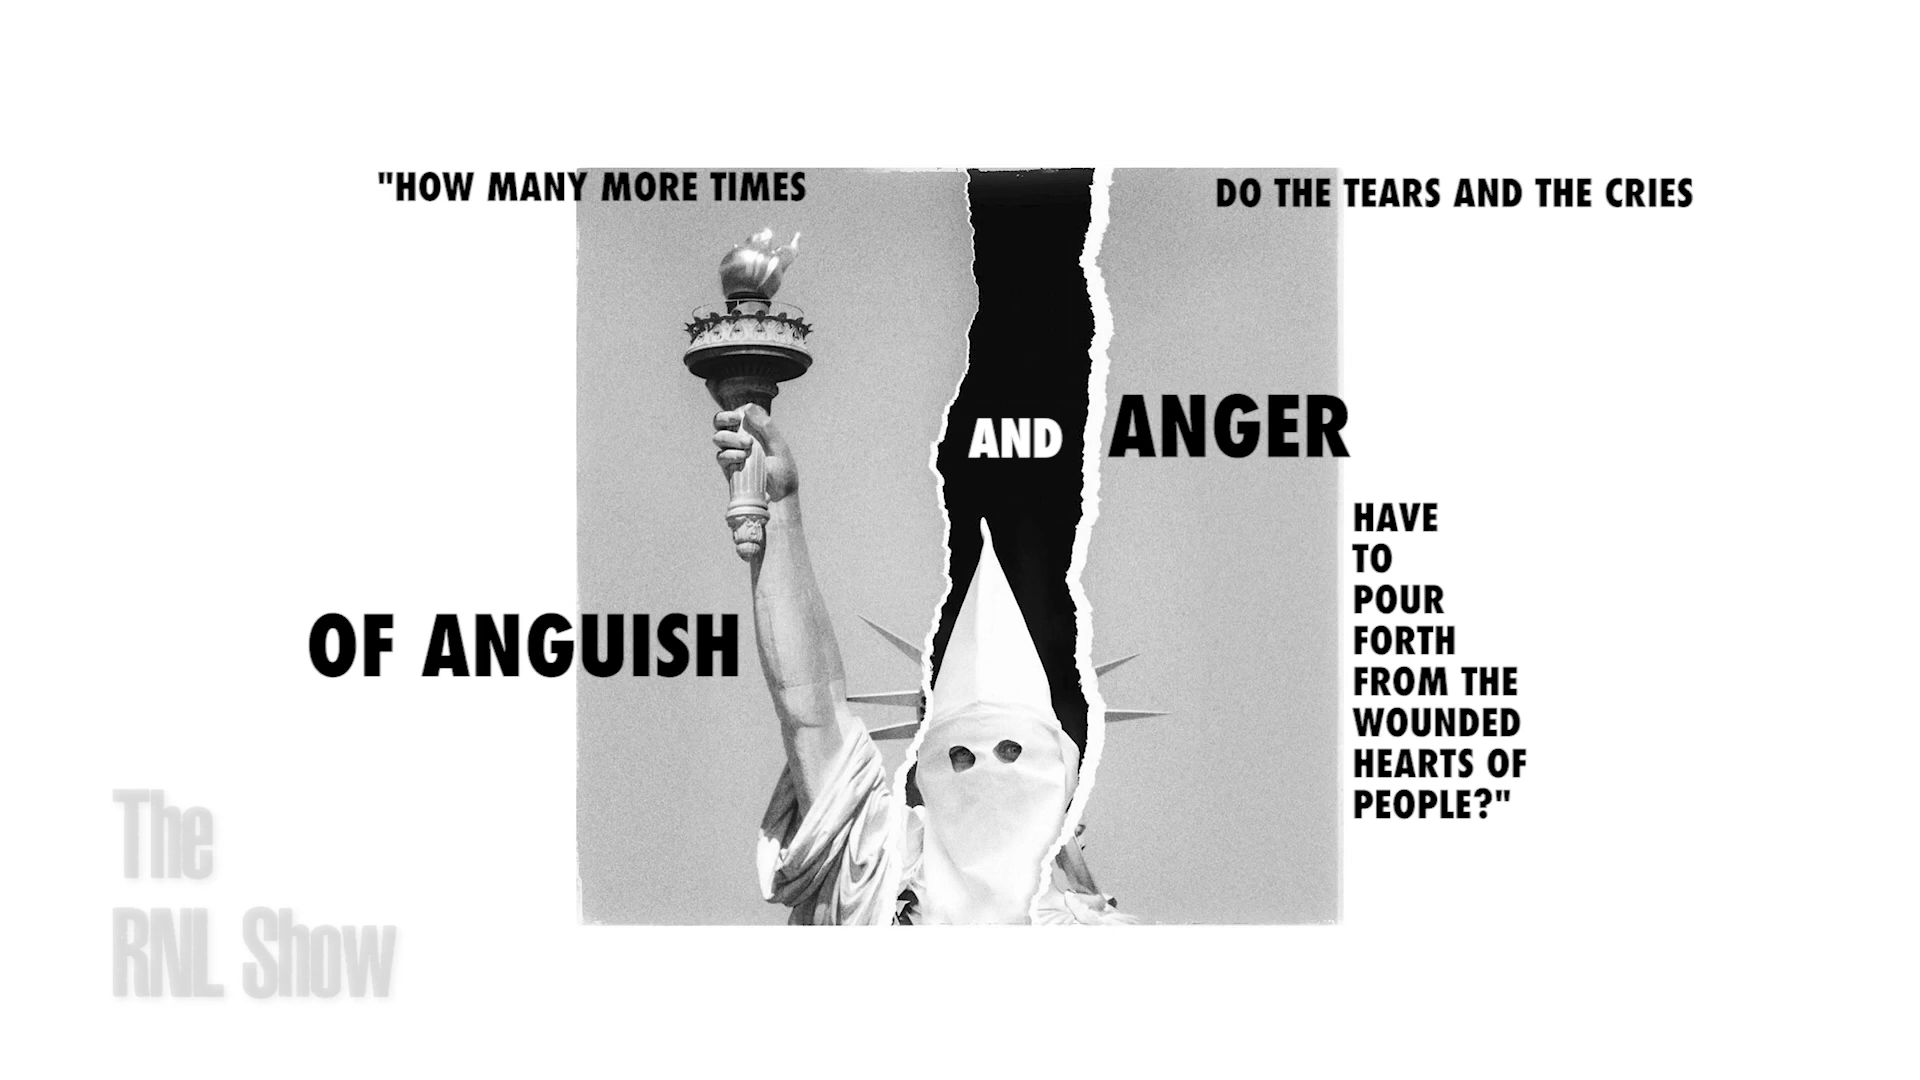 "HOW MANY MORE TIMES
DO THE TEARS AND THE CRIES
OF ANGUISH
AND
ANGER
HAVE
TO
POUR
FORTH
FROM THE
WOUNDED
HEARTS OF
PEOPLE?"
The
RNL Show